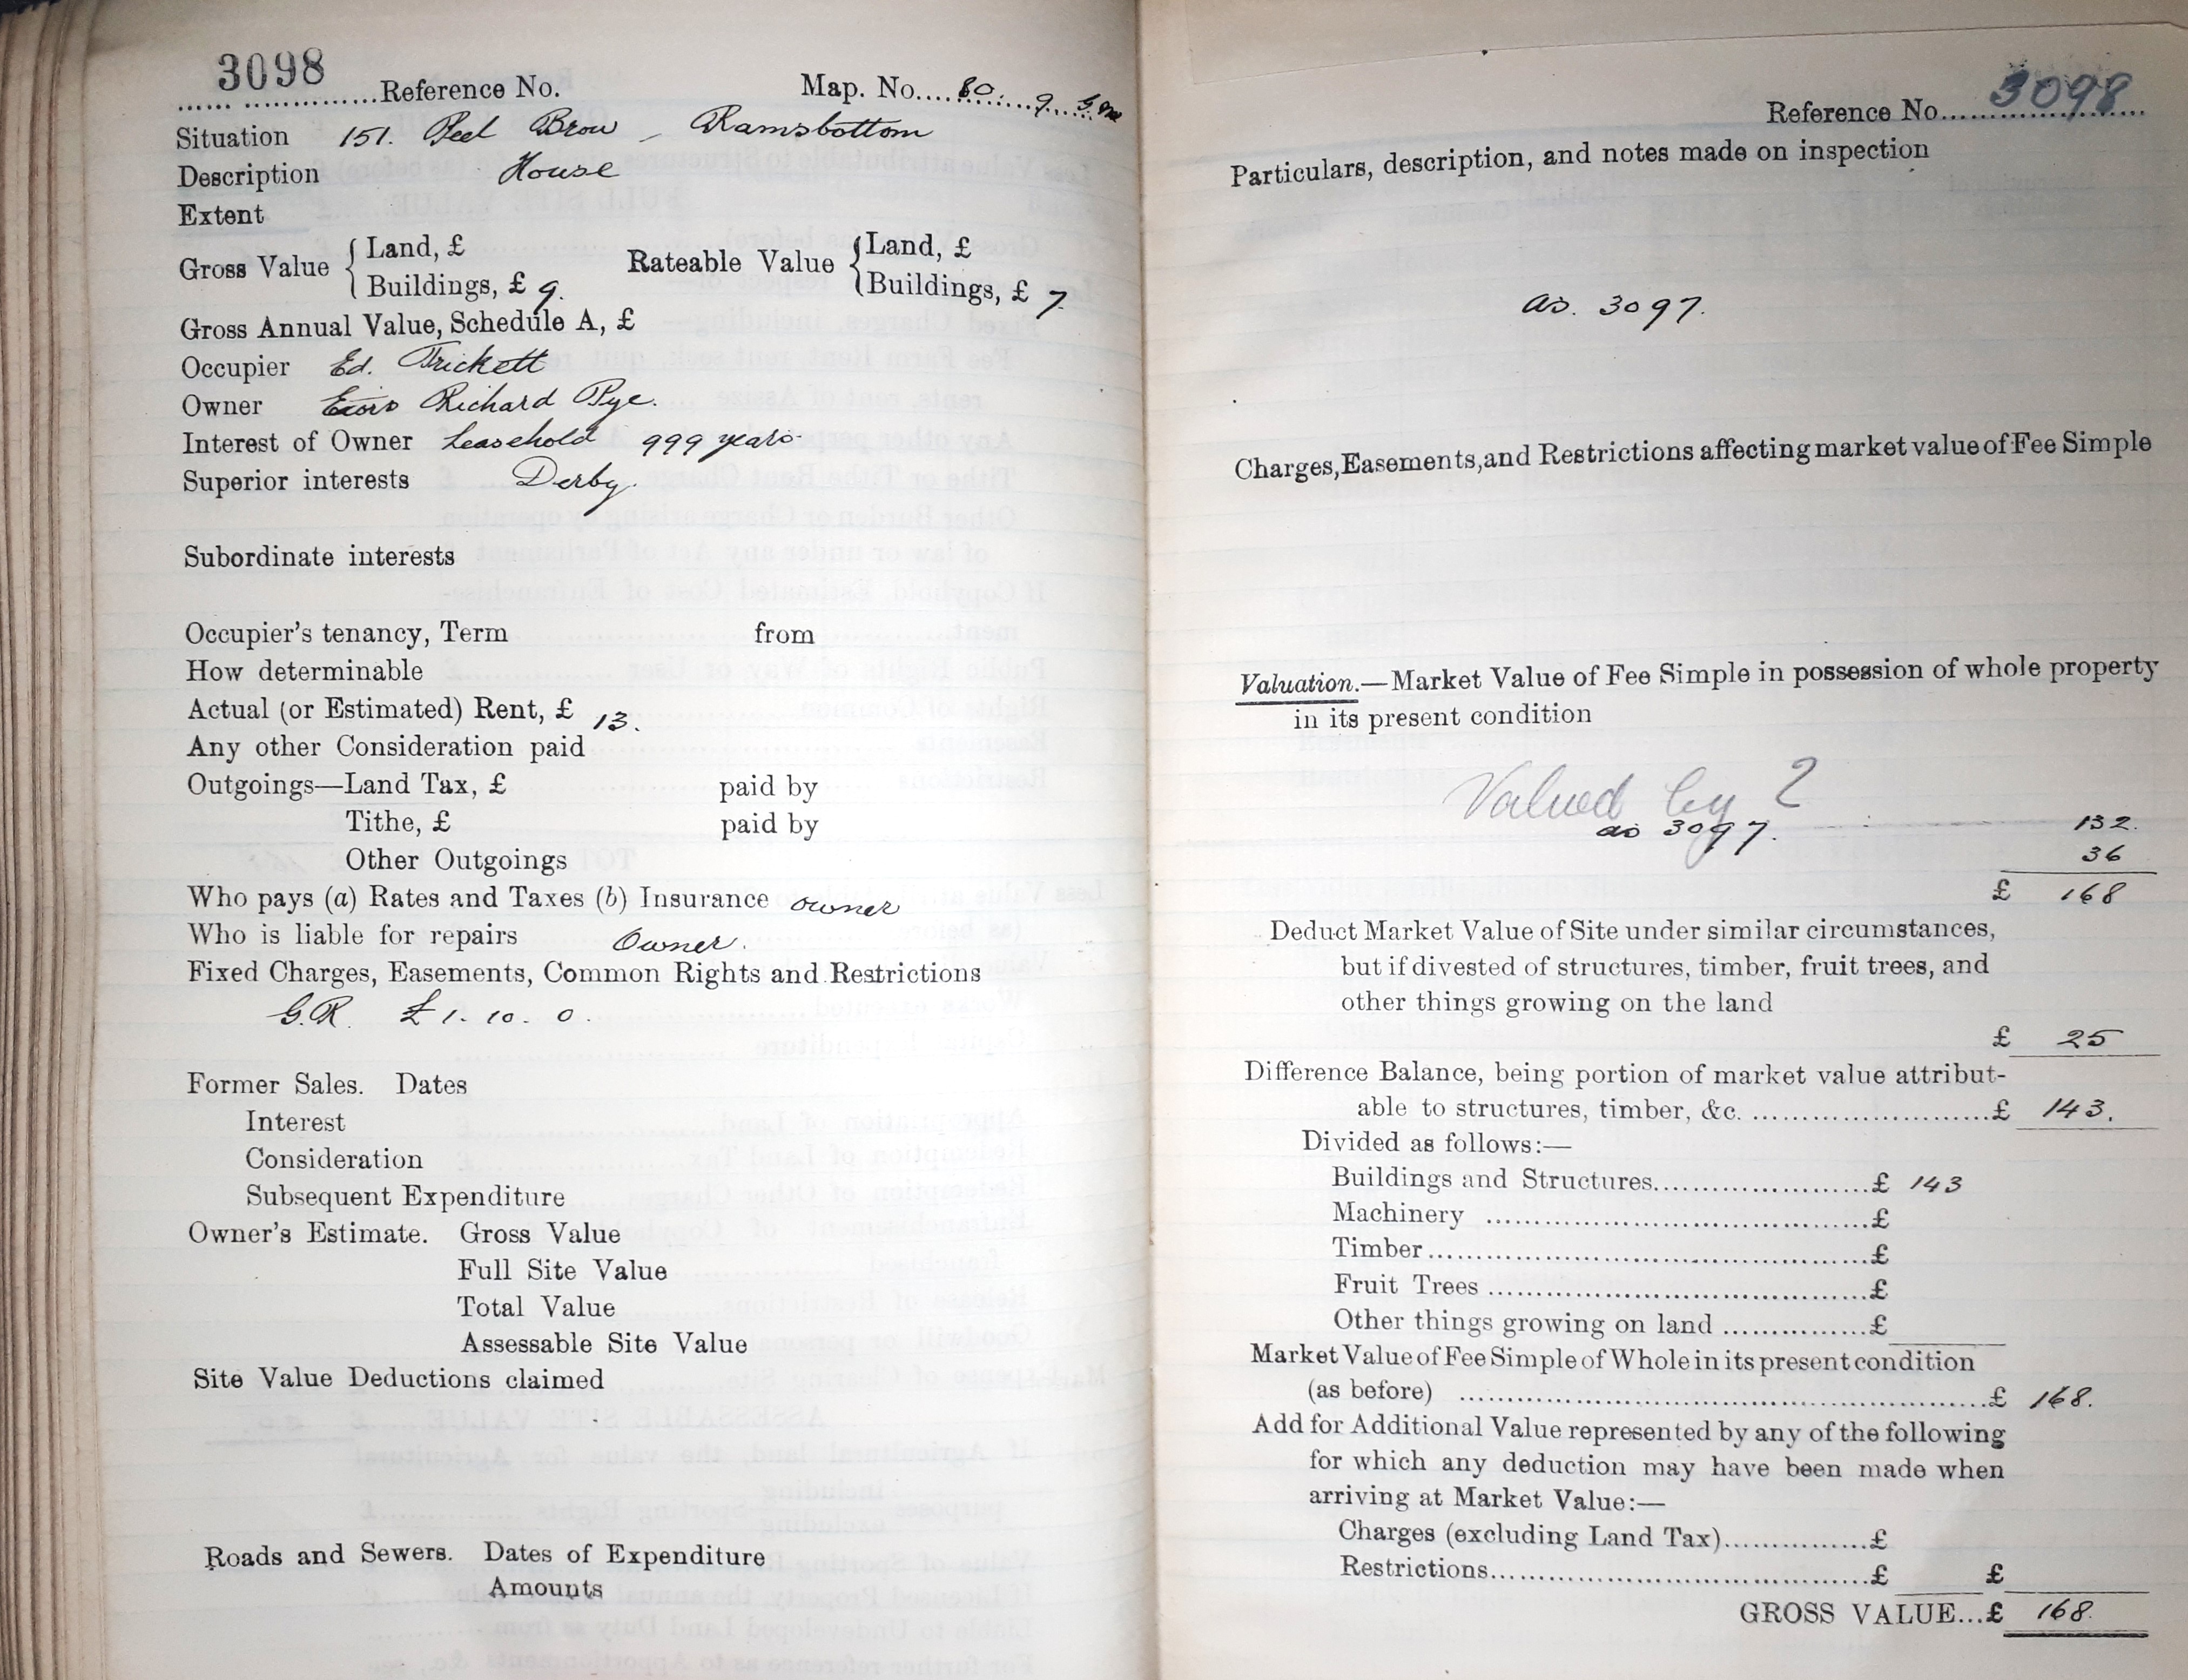 3098
Reference No. Map. No. 80. 9.
Situation 151. Peel Brow Ramsbottom
Description House
Extent
Gross Value { Land, £ Rateable Value { Land, £
Buildings, £ 9. Buildings, £ 7
Gross Annual Value, Schedule A, £
Occupier Ed. Trickett
Owner Exors Richard Pye.
Interest of Owner Leasehold 999 years
Superior interests Derby.
Subordinate interests
Occupier's tenancy, Term from
How determinable
Actual (or Estimated) Rent, £ 13.
Any other Consideration paid
Outgoings—Land Tax, £ paid by
Tithe, £ paid by
Other Outgoings
Who pays (a) Rates and Taxes (b) Insurance owner
Who is liable for repairs Owner.
Fixed Charges, Easements, Common Rights and Restrictions
G.R. £1. 10. 0.
Former Sales. Dates
Interest
Consideration
Subsequent Expenditure
Owner's Estimate. Gross Value
Full Site Value
Total Value
Assessable Site Value
Site Value Deductions claimed
Roads and Sewers. Dates of Expenditure
Amounts
Reference No. 3098
Particulars, description, and notes made on inspection
as. 3097.
Charges, Easements, and Restrictions affecting market value of Fee Simple
Valuation.—Market Value of Fee Simple in possession of whole property
in its present condition
Valued by 2
as 3097. 132.
36
£ 168
Deduct Market Value of Site under similar circumstances,
but if divested of structures, timber, fruit trees, and
other things growing on the land
£ 25
Difference Balance, being portion of market value attribut-
able to structures, timber, &c. £ 143.
Divided as follows:—
Buildings and Structures £ 143
Machinery £
Timber £
Fruit Trees £
Other things growing on land £
Market Value of Fee Simple of Whole in its present condition
(as before) £ 168.
Add for Additional Value represented by any of the following
for which any deduction may have been made when
arriving at Market Value:—
Charges (excluding Land Tax) £
Restrictions £ £
GROSS VALUE...£ 168.